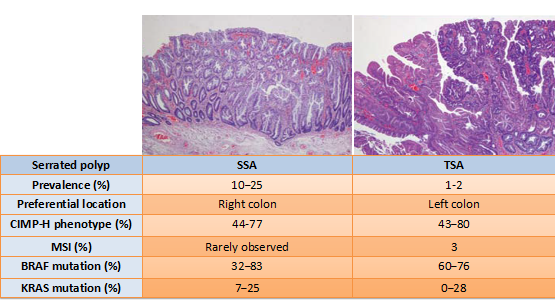 Serrated polyp SSA TSA
Prevalence (%) 10–25 1-2
Preferential location Right colon Left colon
CIMP-H phenotype (%) 44-77 43–80
MSI (%) Rarely observed 3
BRAF mutation (%) 32–83 60–76
KRAS mutation (%) 7–25 0–28